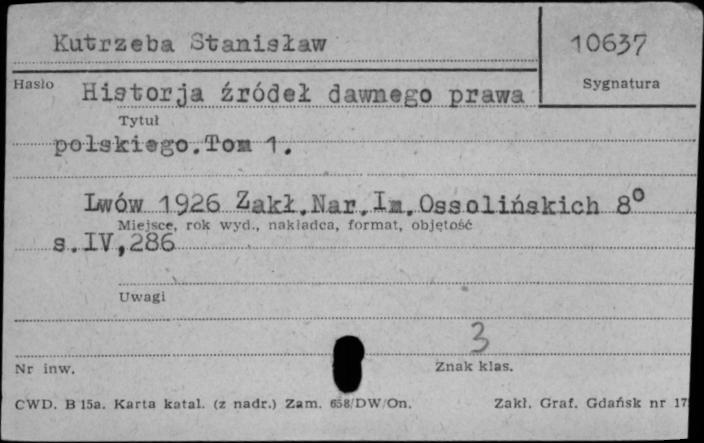 Kutrzeba Stanisław
10637
Hasło
Sygnatura
Historja źródeł dawnego prawa
Tytuł
polskiego.Tom 1.
Lwów 1926 Zakł.Nar.Im.Ossolińskich 8°
Miejsce, rok wyd., nakładca, format, objętość
s.IV,286
Uwagi
3
Nr inw.
Znak klas.
CWD. B 15a. Karta katal. (z nadr.) Zam. 658/DW/On.
Zakł. Graf. Gdańsk nr 17